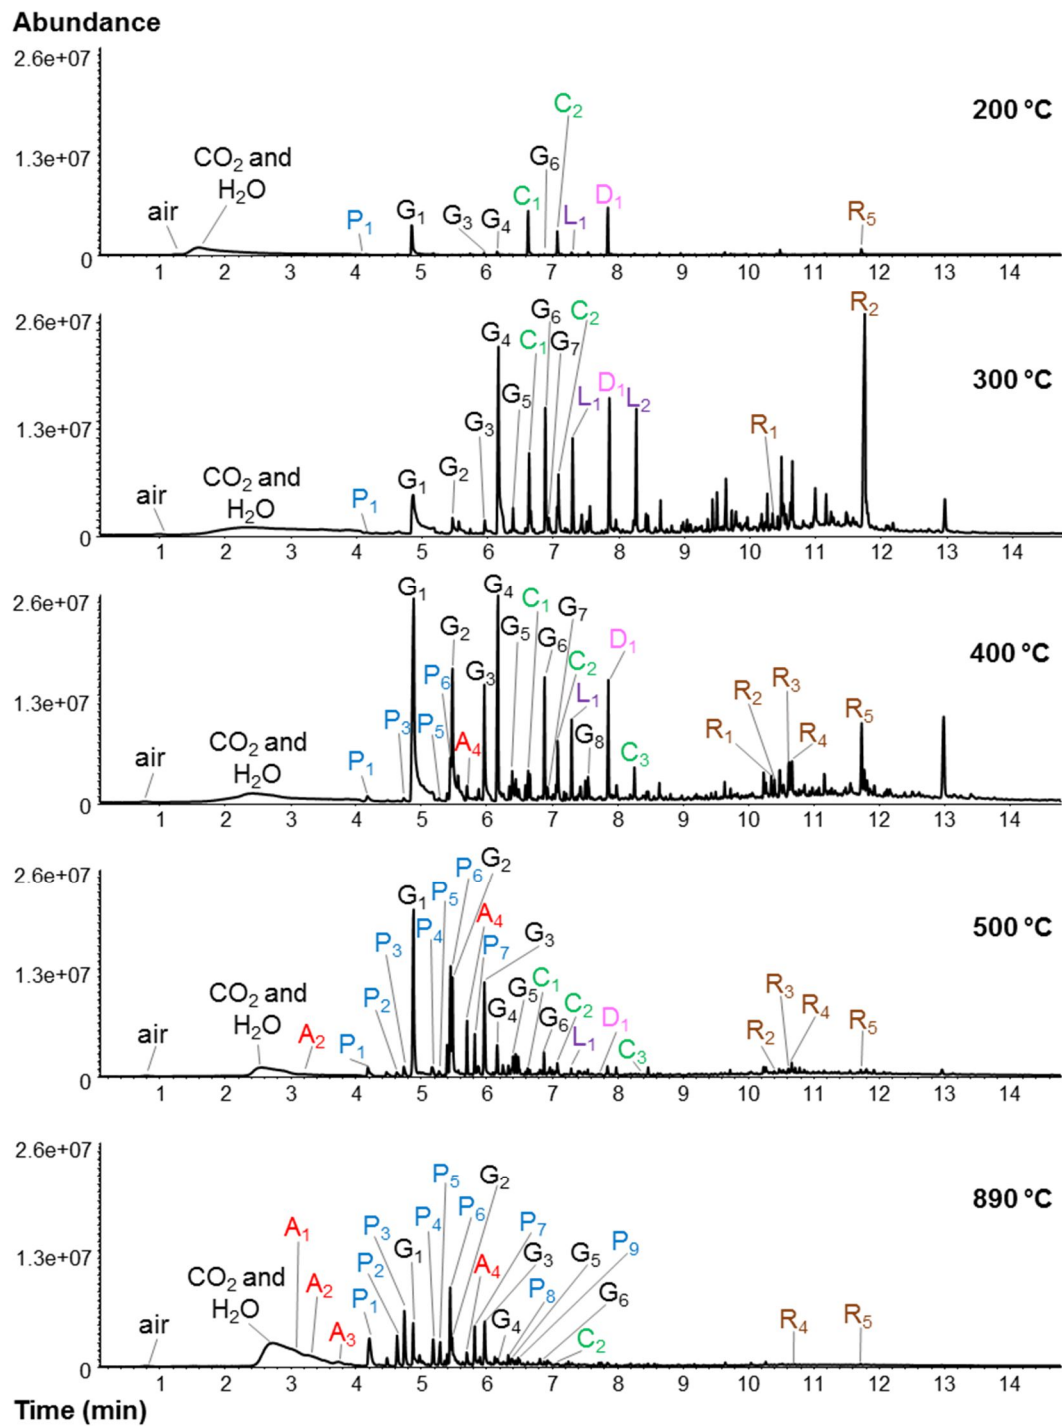 Abundance
2.6e+07
200 °C
C₂
1.3e+07
CO₂ and
H₂O
G₆
air
P₁
G₁
G₃
G₄
C₁
L₁
D₁
R₅
0
1 2 3 4 5 6 7 8 9 10 11 12 13 14
2.6e+07
300 °C
G₄
G₆
C₂
R₂
C₁
G₇
G₅
L₁
D₁
L₂
1.3e+07
G₃
R₁
CO₂ and
H₂O
G₂
G₁
air
P₁
0
1 2 3 4 5 6 7 8 9 10 11 12 13 14
2.6e+07
400 °C
G₁
G₄
C₁
G₇
G₂
G₅
G₆
D₁
P₆
G₃
C₂
R₂
R₃
1.3e+07
P₃
P₅
L₁
R₁
R₄
R₅
CO₂ and
H₂O
A₄
G₈
air
P₁
C₃
0
1 2 3 4 5 6 7 8 9 10 11 12 13 14
2.6e+07
500 °C
G₂
P₆
G₁
P₅
A₄
P₄
P₃
P₇
G₃
1.3e+07
CO₂ and
H₂O
P₂
G₅
C₁
R₃
G₄
G₆
C₂
R₄
air
A₂
P₁
L₁
D₁
C₃
R₂
R₅
0
1 2 3 4 5 6 7 8 9 10 11 12 13 14
2.6e+07
890 °C
P₅
G₂
P₆
P₄
A₁
P₃
P₇
P₉
1.3e+07
G₁
G₃
G₅
CO₂ and
H₂O
P₂
A₄
A₂
P₁
P₈
G₆
air
A₃
G₄
C₂
R₄
R₅
0
1 2 3 4 5 6 7 8 9 10 11 12 13 14
Time (min)